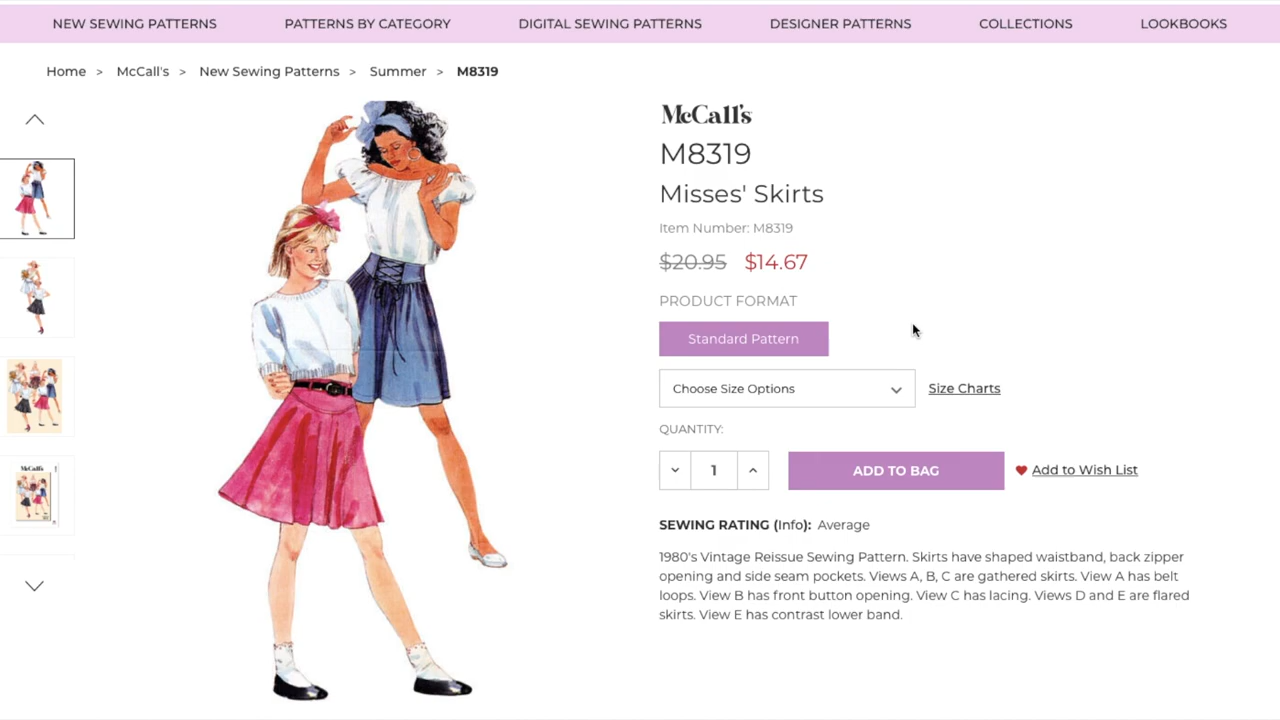 NEW SEWING PATTERNS PATTERNS BY CATEGORY DIGITAL SEWING PATTERNS DESIGNER PATTERNS COLLECTIONS LOOKBOOKS
Home > McCall's > New Sewing Patterns > Summer > M8319
McCall's
M8319
Misses' Skirts
Item Number: M8319
$20.95 $14.67
PRODUCT FORMAT
Standard Pattern
Choose Size Options Size Charts
QUANTITY:
1 ADD TO BAG Add to Wish List
SEWING RATING (Info): Average
1980's Vintage Reissue Sewing Pattern. Skirts have shaped waistband, back zipper
opening and side seam pockets. Views A, B, C are gathered skirts. View A has belt
loops. View B has front button opening. View C has lacing. Views D and E are flared
skirts. View E has contrast lower band.
McCall's